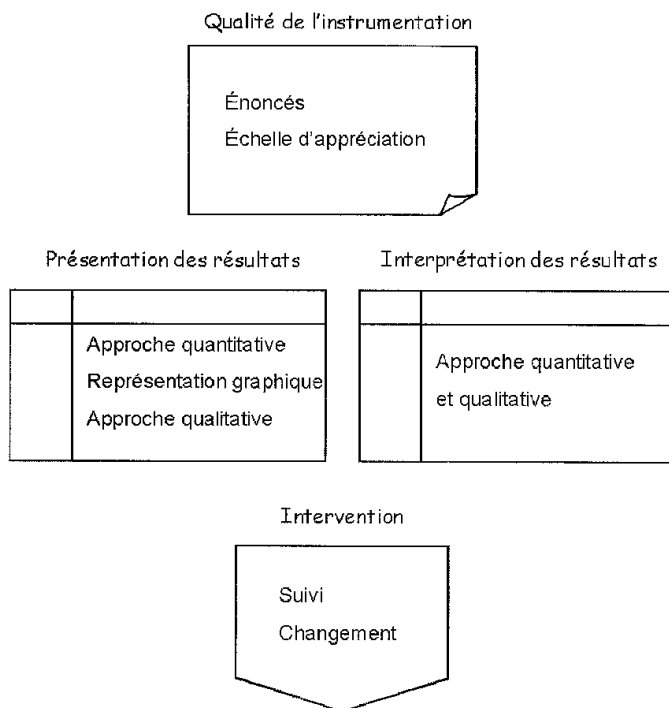 Qualité de l'instrumentation
Énoncés
Échelle d'appréciation
Présentation des résultats
Approche quantitative
Représentation graphique
Approche qualitative
Interprétation des résultats
Approche quantitative
et qualitative
Intervention
Suivi
Changement